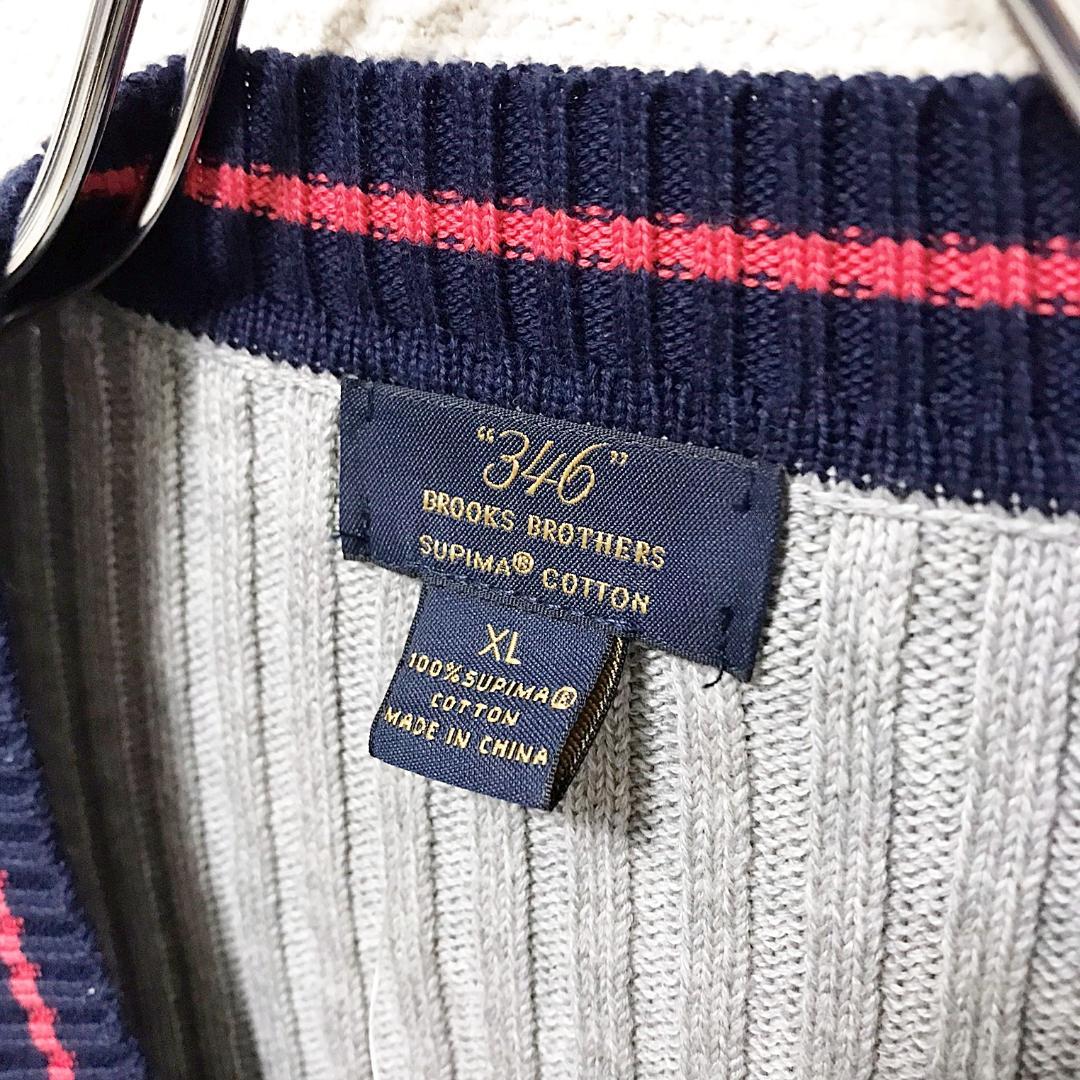 “346”
BROOKS BROTHERS
SUPIMA® COTTON
XL
100% SUPIMA®
COTTON
MADE IN CHINA